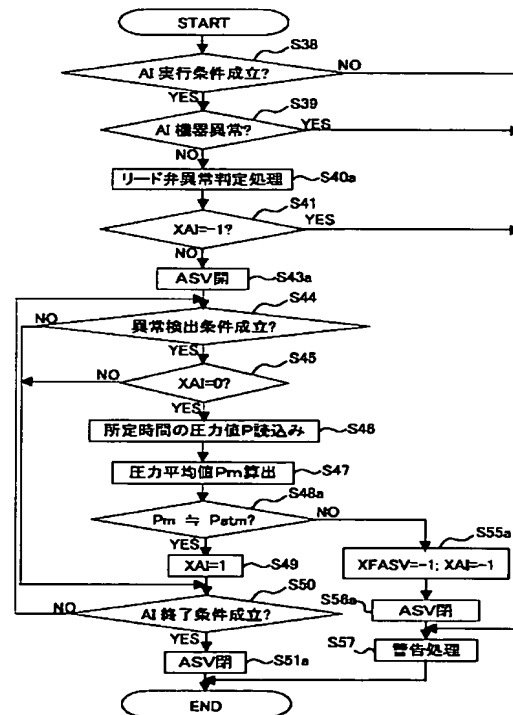 START
S38
AI 実行条件成立?
NO
YES
S39
AI 機器異常?
YES
NO
リード弁異常判定処理
S40a
S41
XAI=-1?
YES
NO
ASV開
S43a
S44
NO
異常検出条件成立?
YES
S45
NO
XAI=0?
YES
所定時間の圧力値P読込み
S46
圧力平均値Pm算出
S47
S48a
Pm ≒ Patm?
NO
YES
S55a
XAI=1
S49
XFASV=-1; XAI=-1
S50
S56a
ASV閉
NO
AI 終了条件成立?
YES
S57
警告処理
ASV閉
S51a
END